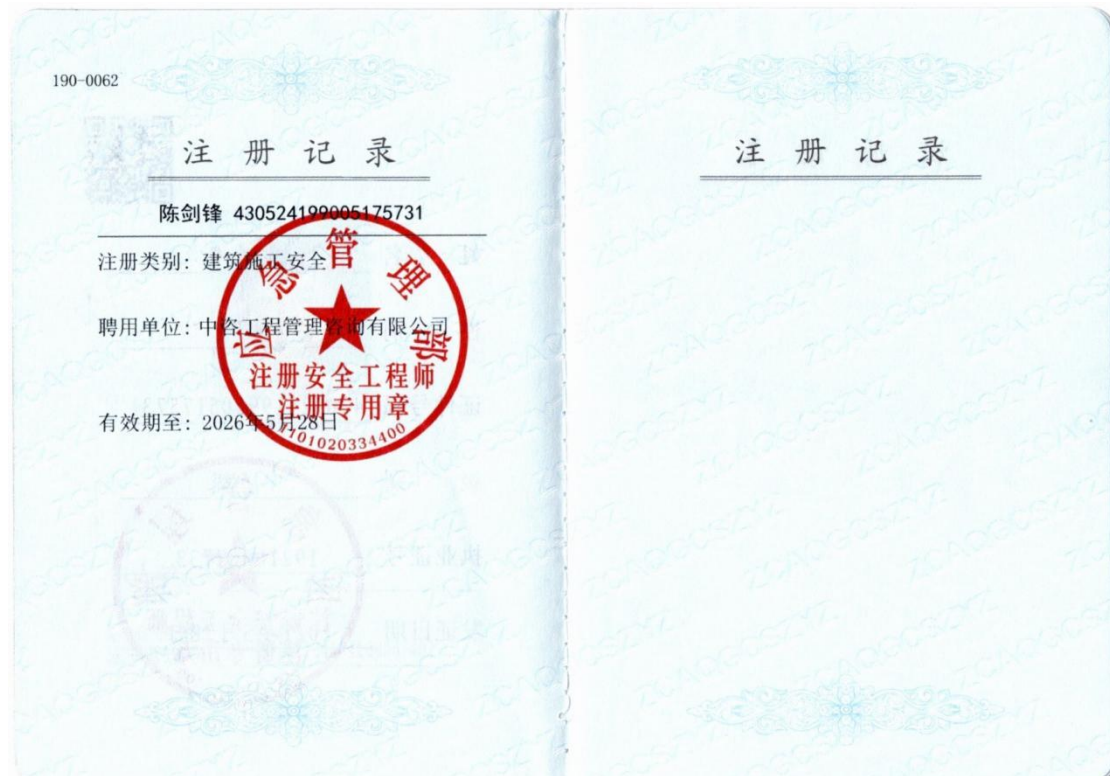 190-0062
注册记录
陈剑锋 430524199005175731
注册类别: 建筑施工安全
聘用单位: 中咨工程管理咨询有限公司
有效期至: 2026年5月28日
应急管理部
注册安全工程师
注册专用章
1101020334400
注册记录